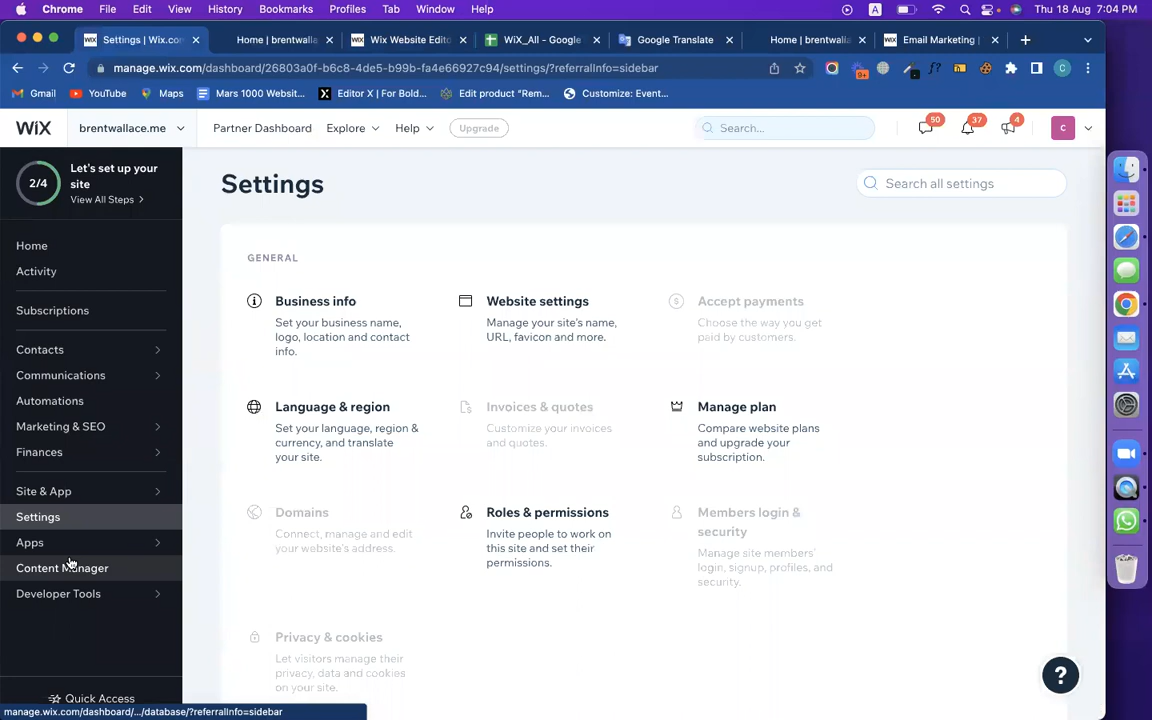 Chrome File Edit View History Bookmarks Profiles Tab Window Help A Thu 18 Aug 7:04 PM
Settings | Wix.com Home | brentwalla Wix Website Edito WiX_All - Google Google Translate Home | brentwalla Email Marketing |
manage.wix.com/dashboard/26803a0f-b6c8-4de5-b99b-fa4e66927c94/settings/?referralInfo=sidebar 9+ f? C
Gmail YouTube Maps Mars 1000 Websit... Editor X | For Bold... Edit product “Rem... Customize: Event...
WiX brentwallace.me Partner Dashboard Explore Help Upgrade Search... 50 37 4 C
2/4
Let's set up your
site
View All Steps
Home
Activity
Subscriptions
Contacts
Communications
Automations
Marketing & SEO
Finances
Site & App
Settings
Apps
Content Manager
Developer Tools
Quick Access
manage.wix.com/dashboard/.../database/?referralInfo=sidebar
Settings
Search all settings
GENERAL
Business info
Set your business name,
logo, location and contact
info.
Website settings
Manage your site's name,
URL, favicon and more.
Accept payments
Choose the way you get
paid by customers.
Language & region
Set your language, region &
currency, and translate
your site.
Invoices & quotes
Customize your invoices
and quotes.
Manage plan
Compare website plans
and upgrade your
subscription.
Domains
Connect, manage and edit
your website's address.
Roles & permissions
Invite people to work on
this site and set their
permissions.
Members login &
security
Manage site members'
login, signup, profiles, and
security.
Privacy & cookies
Let visitors manage their
privacy, data and cookies
on your site.
?